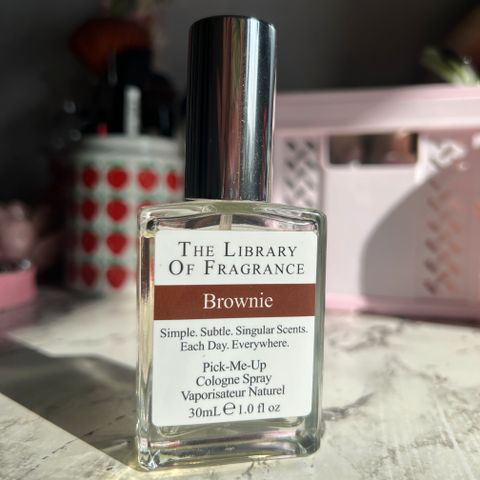 The Library
Of Fragrance
Brownie
Simple. Subtle. Singular Scents.
Each Day. Everywhere.
Pick-Me-Up
Cologne Spray
Vaporisateur Naturel
30mL ℮ 1.0 fl oz